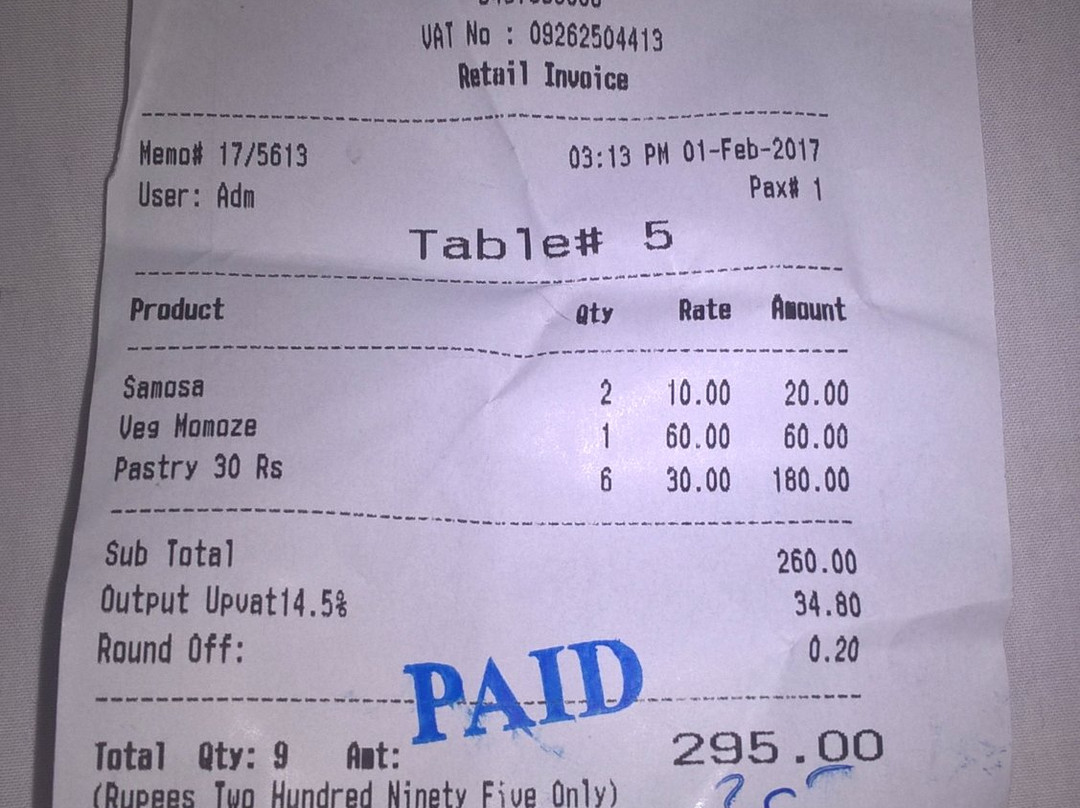 VAT No : 09262504413
Retail Invoice
Memo# 17/5613 03:13 PM 01-Feb-2017
User: Adm Pax# 1
Table# 5
Product Qty Rate Amount
Samosa 2 10.00 20.00
Veg Momoze 1 60.00 60.00
Pastry 30 Rs 6 30.00 180.00
Sub Total 260.00
Output Upvat14.5% 34.80
Round Off: 0.20
PAID
Total Qty: 9 Amt: 295.00
(Rupees Two Hundred Ninety Five Only)